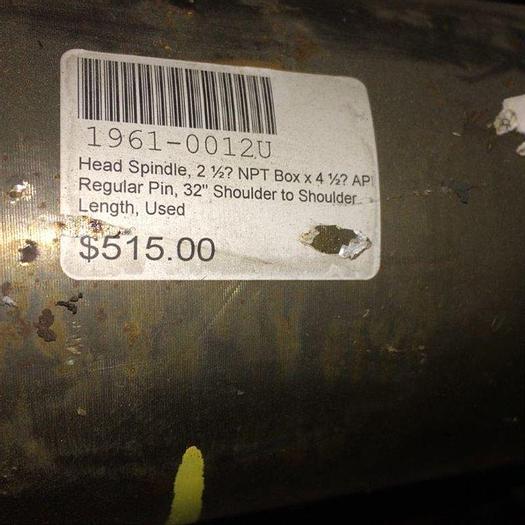 1961-0012U
Head Spindle, 2 ½? NPT Box x 4 ½? API
Regular Pin, 32" Shoulder to Shoulder
Length, Used
$515.00